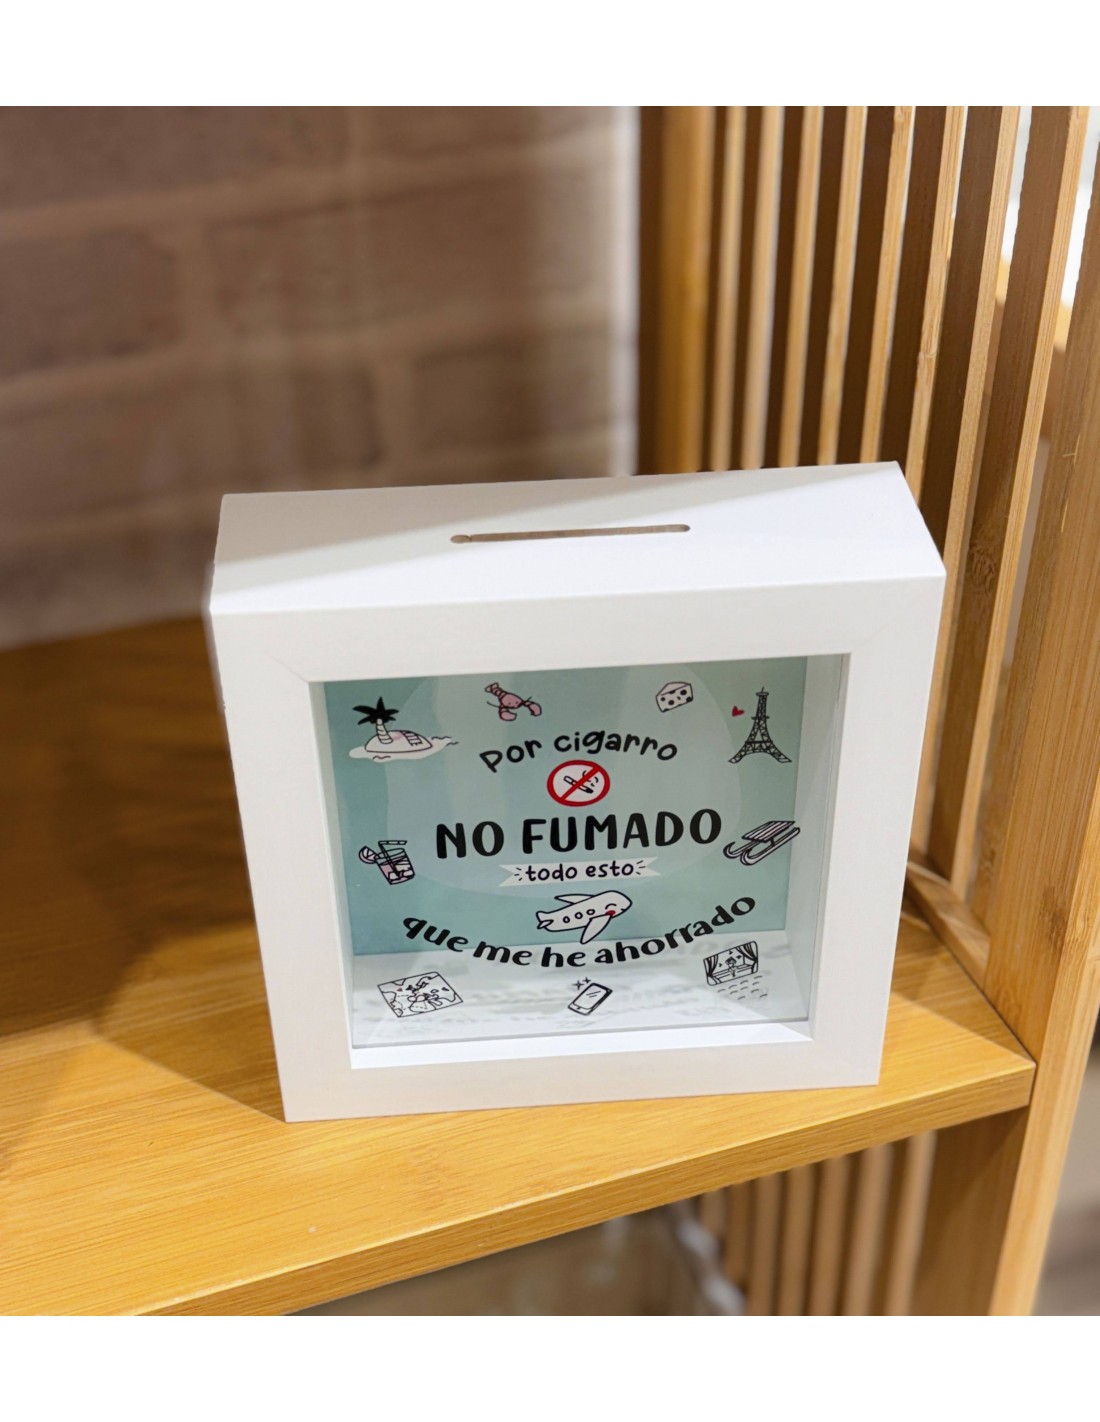 por cigarro
NO FUMADO
todo esto
que me he ahorrado